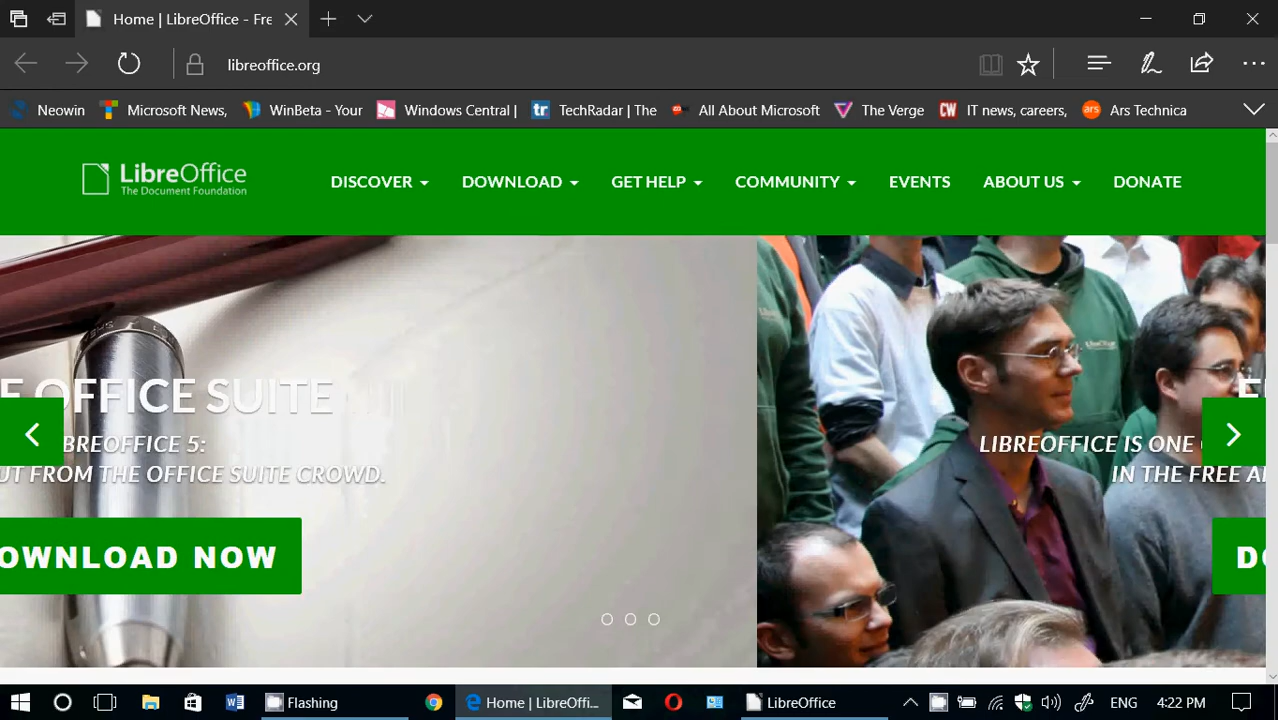 Home | LibreOffice - Fre
libreoffice.org
Neowin
Microsoft News,
WinBeta - Your
Windows Central |
tr
TechRadar | The
All About Microsoft
The Verge
CW
IT news, careers,
ars
Ars Technica
LibreOffice
The Document Foundation
DISCOVER
DOWNLOAD
GET HELP
COMMUNITY
EVENTS
ABOUT US
DONATE
E OFFICE SUITE
BREOFFICE 5:
UT FROM THE OFFICE SUITE CROWD.
OWNLOAD NOW
LIBREOFFICE IS ONE
IN THE FREE A
Flashing
Home | LibreOffi...
LibreOffice
ENG
4:22 PM